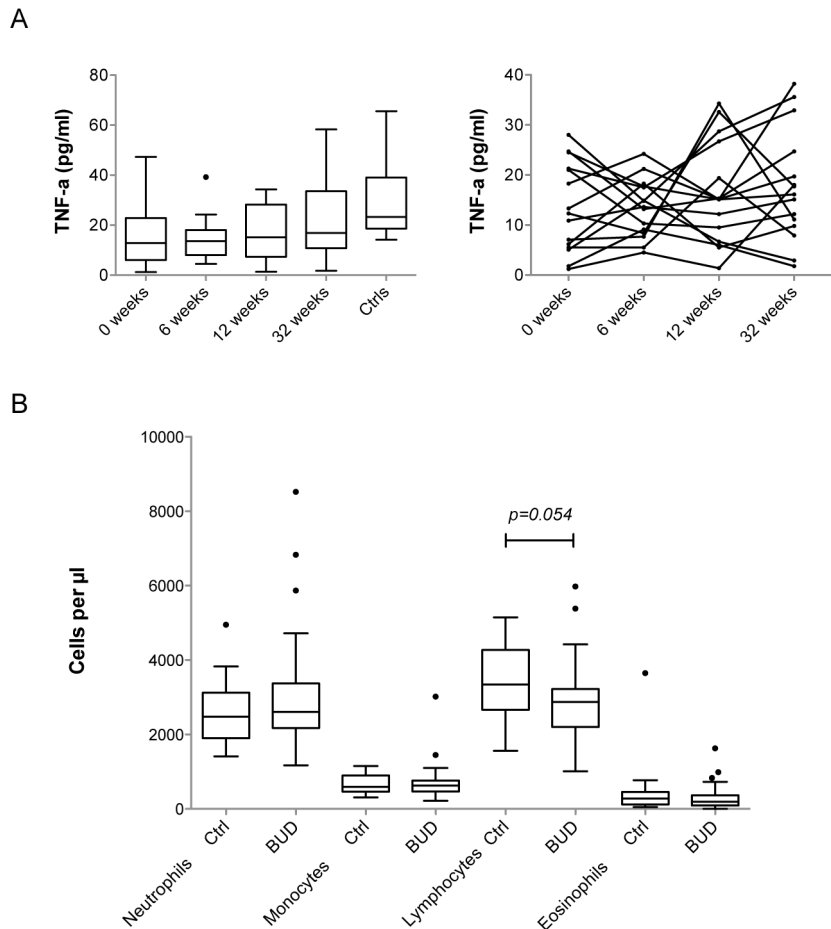 A
TNF-a (pg/ml)
80
60
40
20
0
0 weeks
6 weeks
12 weeks
32 weeks
Ctrls
TNF-a (pg/ml)
40
30
20
10
0
0 weeks
6 weeks
12 weeks
32 weeks
B
Cells per µl
10000
8000
6000
4000
2000
0
p=0.054
Neutrophils Ctrl
BUD
Monocytes Ctrl
BUD
Lymphocytes Ctrl
BUD
Eosinophils Ctrl
BUD